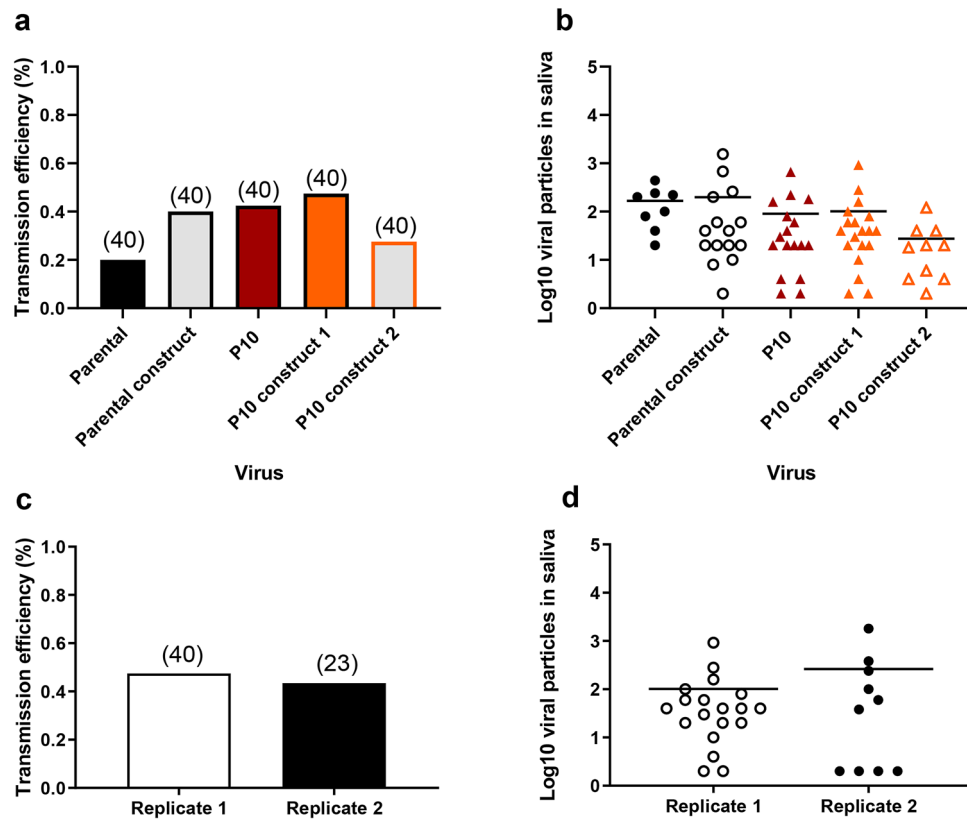 a
Transmission efficiency (%)
1.0
0.8
0.6
0.4
0.2
0.0
(40)
(40)
(40)
(40)
(40)
Parental
Parental construct
P10
P10 construct 1
P10 construct 2
Virus
b
Log10 viral particles in saliva
5
4
3
2
1
0
Parental
Parental construct
P10
P10 construct 1
P10 construct 2
c
Transmission efficiency (%)
1.0
0.8
0.6
0.4
0.2
0.0
(40)
(23)
Replicate 1
Replicate 2
d
Log10 viral particles in saliva
5
4
3
2
1
0
Replicate 1
Replicate 2